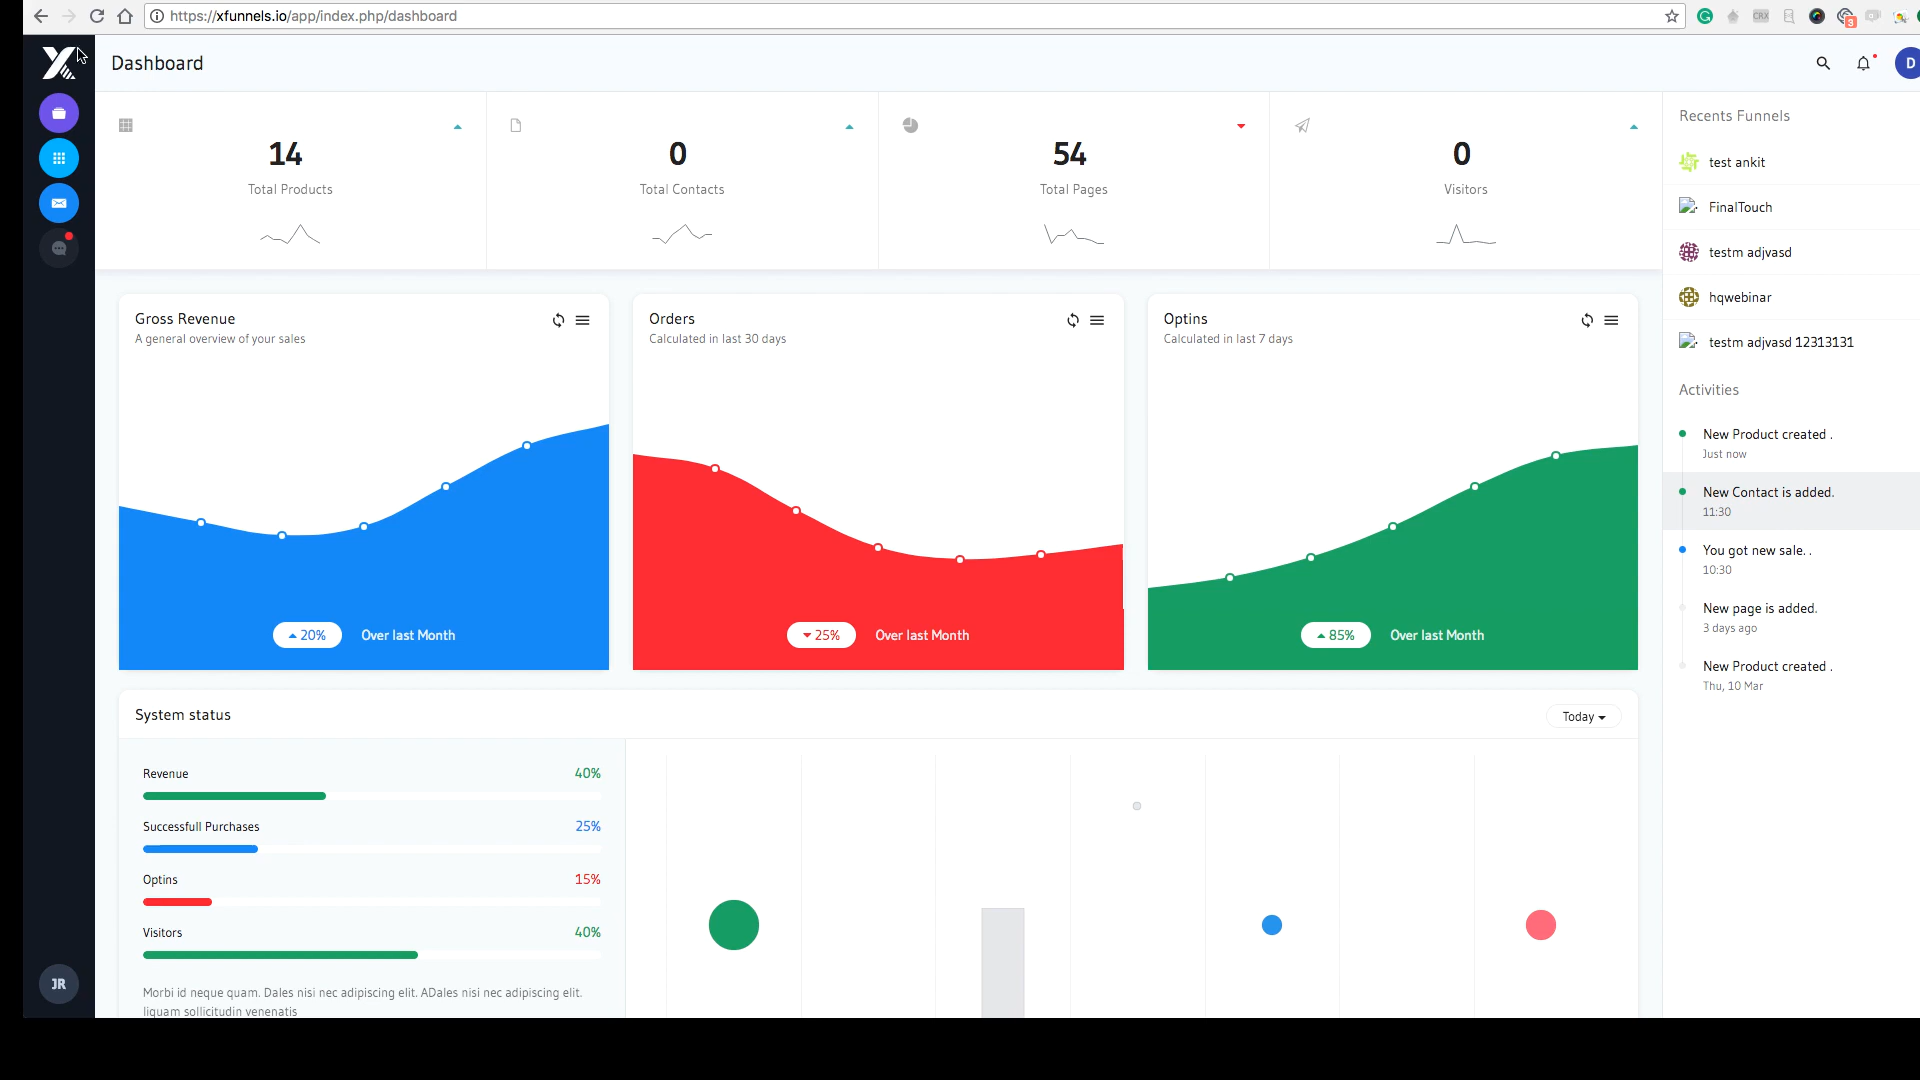 https://xfunnels.io/app/index.php/dashboard
CRX
3
Dashboard
D
14
Total Products
0
Total Contacts
54
Total Pages
0
Visitors
Recents Funnels
test ankit
FinalTouch
testm adjvasd
hqwebinar
testm adjvasd 12313131
Gross Revenue
A general overview of your sales
20% Over last Month
Orders
Calculated in last 30 days
25% Over last Month
Optins
Calculated in last 7 days
85% Over last Month
Activities
New Product created .
Just now
New Contact is added.
11:30
You got new sale. .
10:30
New page is added.
3 days ago
New Product created .
Thu, 10 Mar
System status
Today
Revenue 40%
Successfull Purchases 25%
Optins 15%
Visitors 40%
Morbi id neque quam. Dales nisi nec adipiscing elit. ADales nisi nec adipiscing elit.
liquam sollicitudin venenatis
JR